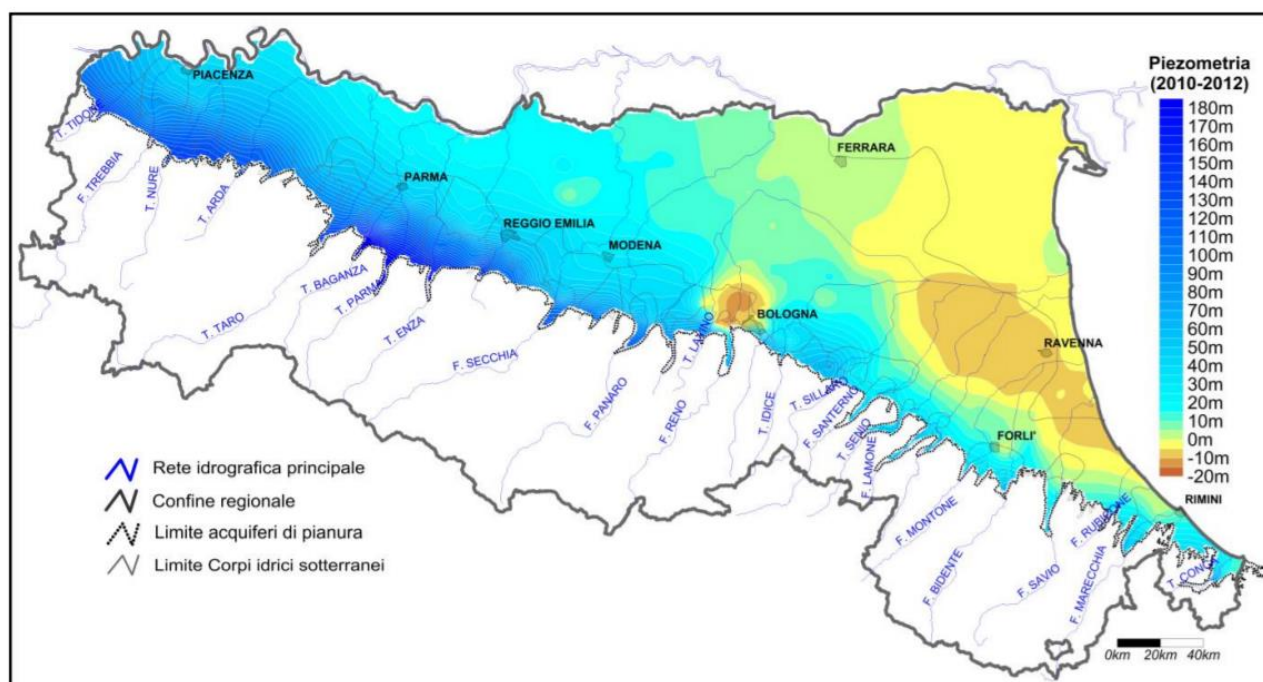 Piezometria
(2010-2012)
180m
170m
160m
150m
140m
130m
120m
110m
100m
90m
80m
70m
60m
50m
40m
30m
20m
10m
0m
-10m
-20m
PIACENZA
FERRARA
PARMA
REGGIO EMILIA
MODENA
BOLOGNA
RAVENNA
FORLI'
RIMINI
F. TREBBIA
T. NURE
T. ARDA
T. TARO
T. BAGANZA
T. PARMA
T. ENZA
F. SECCHIA
F. PANARO
T. LAVINO
F. RENO
T. IDICE
T. SILLARO
F. SANTERNO
T. SENIO
F. LAMONE
F. MONTONE
F. BIDENTE
F. SAVIO
F. RUBICONE
F. MARECCHIA
Rete idrografica principale
Confine regionale
Limite acquiferi di pianura
Limite Corpi idrici sotterranei
0km 20km 40km